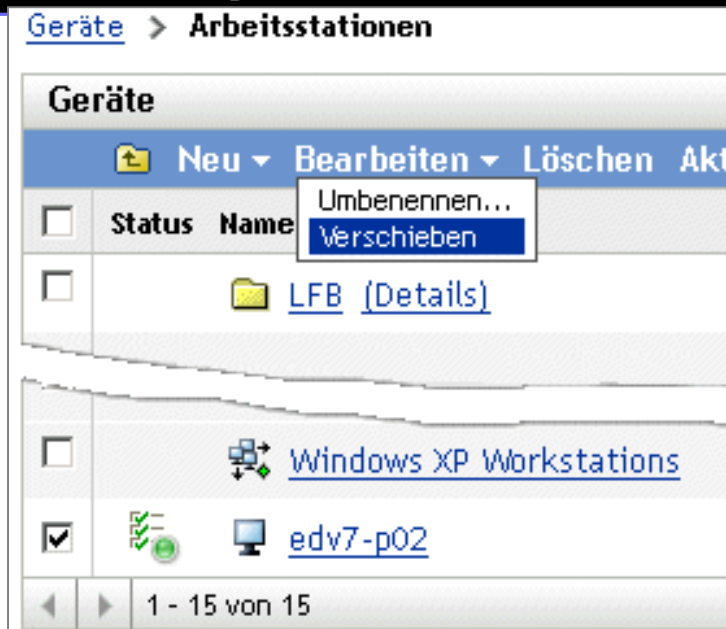 Geräte > Arbeitsstationen
Geräte
Neu Bearbeiten Löschen
Umbenennen...
Verschieben
Status Name
LFB (Details)
Windows XP Workstations
edv7-p02
1 - 15 von 15